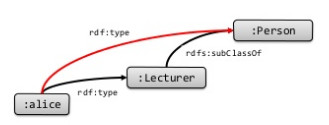 rdf:type
:Person
rdfs:subClassOf
:Lecturer
rdf:type
:alice